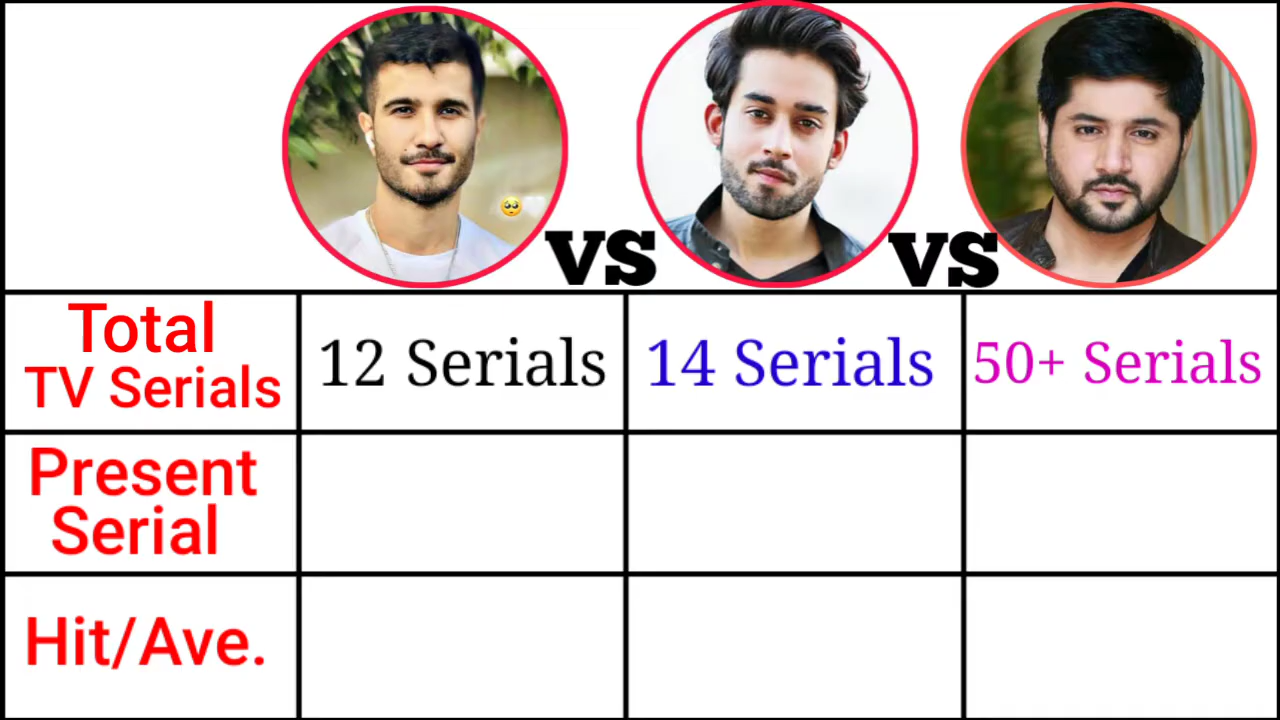 VS
VS
Total
TV Serials
12 Serials
14 Serials
50+ Serials
Present
Serial
Hit/Ave.